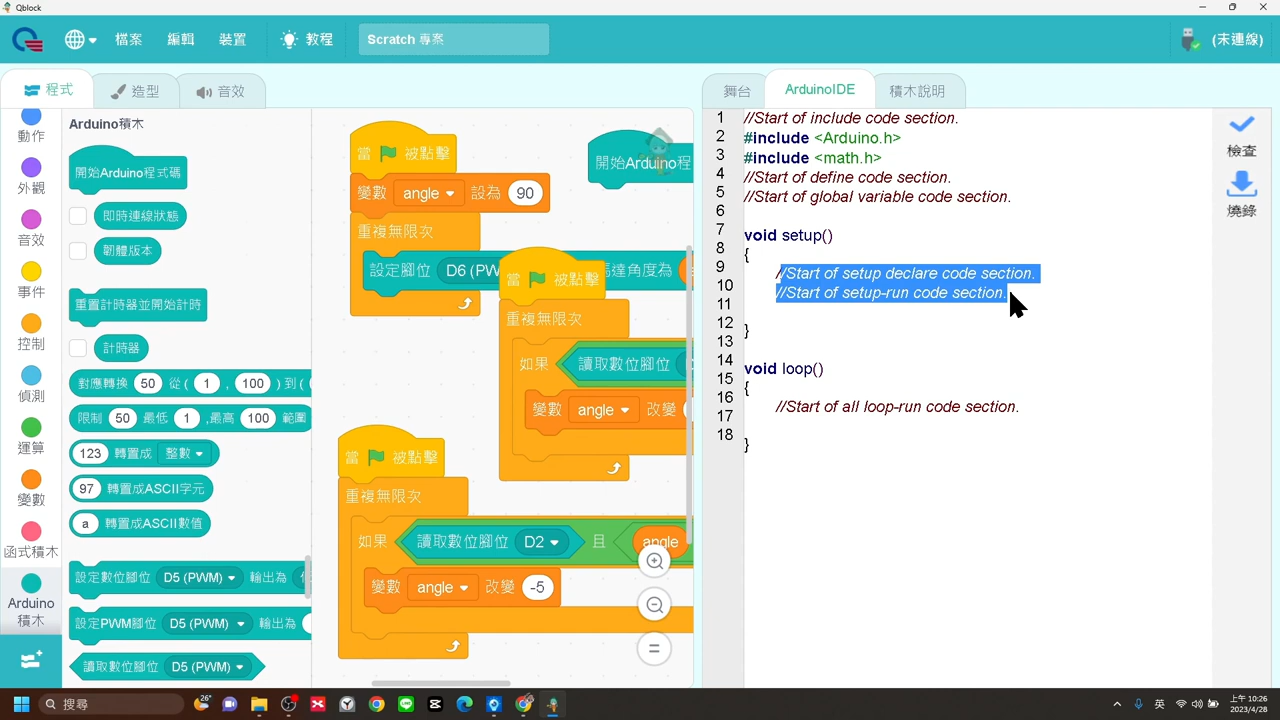 Qblock
檔案
編輯
裝置
教程
Scratch 專案
(未連線)
程式
造型
音效
舞台
ArduinoIDE
積木說明
動作
外觀
音效
事件
控制
偵測
運算
變數
函式積木
Arduino
積木
Arduino積木
開始Arduino程式碼
即時連線狀態
韌體版本
重置計時器並開始計時
計時器
對應轉換 50 從 ( 1 , 100 ) 到 (
限制 50 最低 1 ,最高 100 範圍
123 轉置成 整數
97 轉置成ASCII字元
a 轉置成ASCII數值
設定數位腳位 D5 (PWM) 輸出為
設定PWM腳位 D5 (PWM) 輸出為
讀取數位腳位 D5 (PWM)
當 被點擊
變數 angle 設為 90
重複無限次
設定腳位 D6 (PW 馬達角度為
開始Arduino程
當 被點擊
重複無限次
如果 讀取數位腳位
變數 angle 改變
當 被點擊
重複無限次
如果 讀取數位腳位 D2 且 angle
變數 angle 改變 -5
1 //Start of include code section.
2 #include <Arduino.h>
3 #include <math.h>
4 //Start of define code section.
5 //Start of global variable code section.
6
7 void setup()
8 {
9 //Start of setup declare code section.
10 //Start of setup-run code section.
11
12 }
13
14 void loop()
15 {
16 //Start of all loop-run code section.
17
18 }
檢查
燒錄
搜尋
26°
英
上午 10:26
2023/4/28